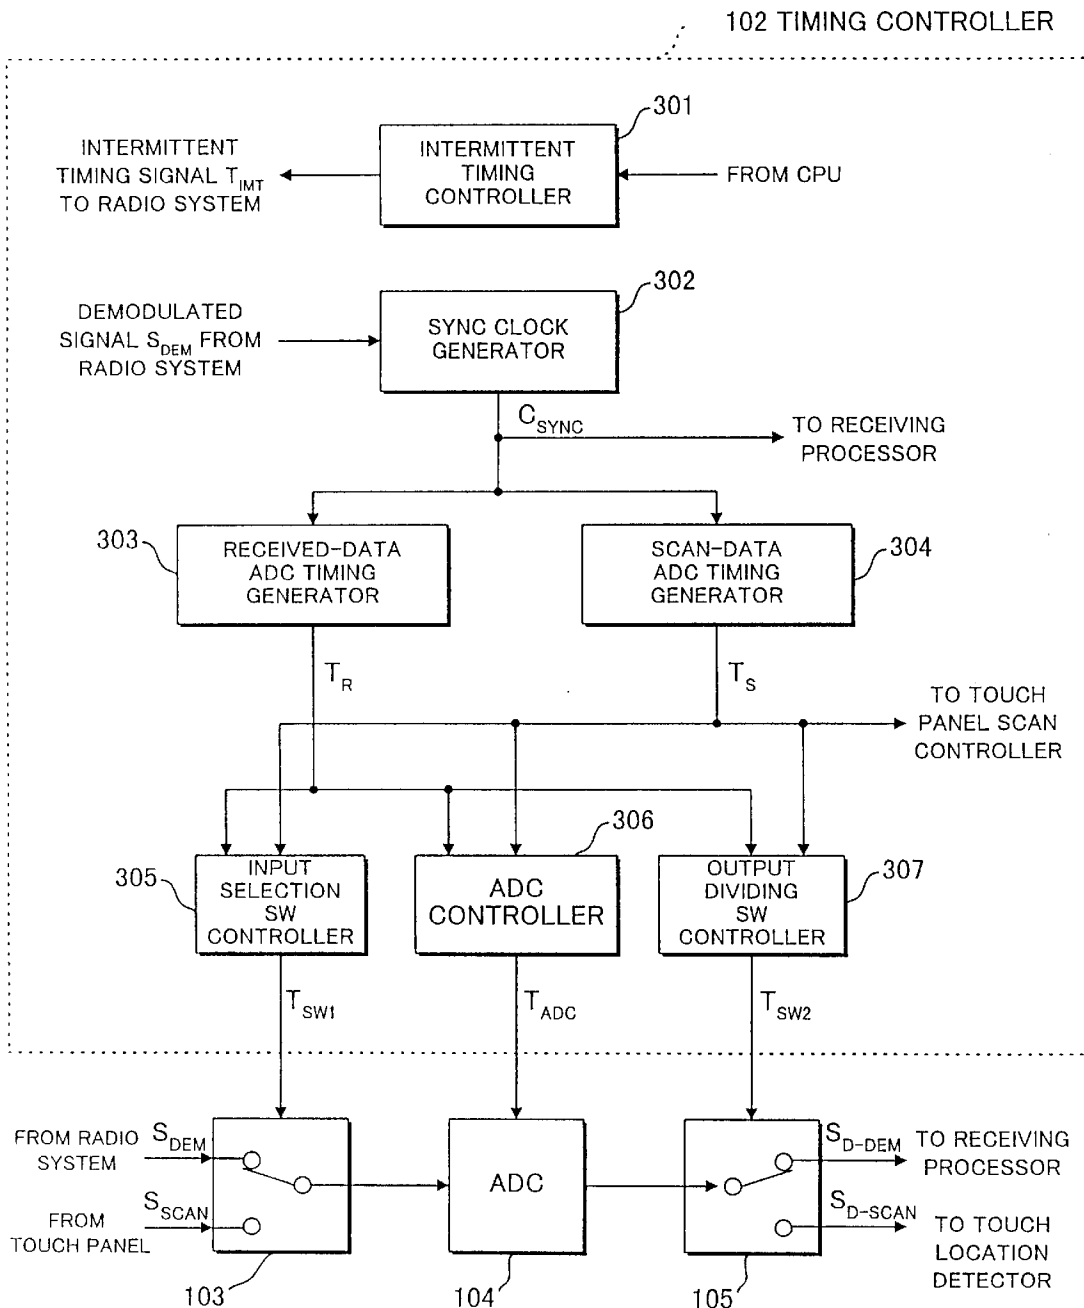 102 TIMING CONTROLLER
301
INTERMITTENT
TIMING SIGNAL T_IMT
TO RADIO SYSTEM
INTERMITTENT
TIMING
CONTROLLER
FROM CPU
302
DEMODULATED
SIGNAL S_DEM FROM
RADIO SYSTEM
SYNC CLOCK
GENERATOR
C_SYNC
TO RECEIVING
PROCESSOR
303
RECEIVED-DATA
ADC TIMING
GENERATOR
SCAN-DATA
ADC TIMING
GENERATOR
304
T_R
T_S
TO TOUCH
PANEL SCAN
CONTROLLER
305
INPUT
SELECTION
SW
CONTROLLER
306
ADC
CONTROLLER
OUTPUT
DIVIDING
SW
CONTROLLER
307
T_SW1
T_ADC
T_SW2
FROM RADIO
SYSTEM
S_DEM
S_SCAN
FROM
TOUCH PANEL
ADC
S_D-DEM
TO RECEIVING
PROCESSOR
S_D-SCAN
TO TOUCH
LOCATION
DETECTOR
103
104
105